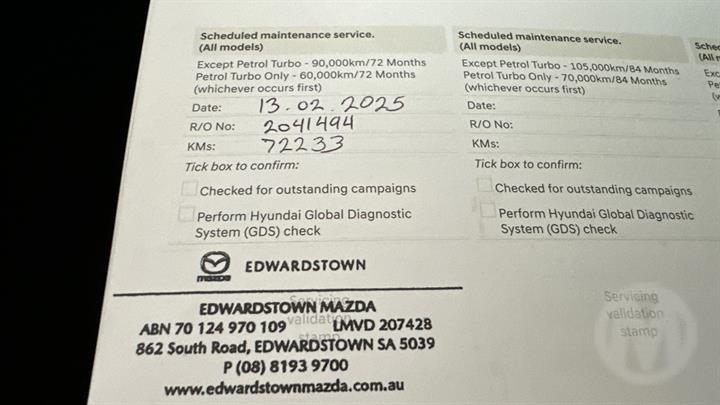 Scheduled maintenance service.
(All models)
Except Petrol Turbo - 90,000km/72 Months
Petrol Turbo Only - 60,000km/72 Months
(whichever occurs first)
Date: 13.02.2025
R/O No: 2041494
KMs: 72233
Tick box to confirm:
Checked for outstanding campaigns
Perform Hyundai Global Diagnostic
System (GDS) check
mazda EDWARDSTOWN
Servicing
validation
stamp
EDWARDSTOWN MAZDA
ABN 70 124 970 109 LMVD 207428
862 South Road, EDWARDSTOWN SA 5039
P (08) 8193 9700
www.edwardstownmazda.com.au
Scheduled maintenance service.
(All models)
Except Petrol Turbo - 105,000km/84 Months
Petrol Turbo Only - 70,000km/84 Months
(whichever occurs first)
Date:
R/O No:
KMs:
Tick box to confirm:
Checked for outstanding campaigns
Perform Hyundai Global Diagnostic
System (GDS) check
Servicing
validation
stamp